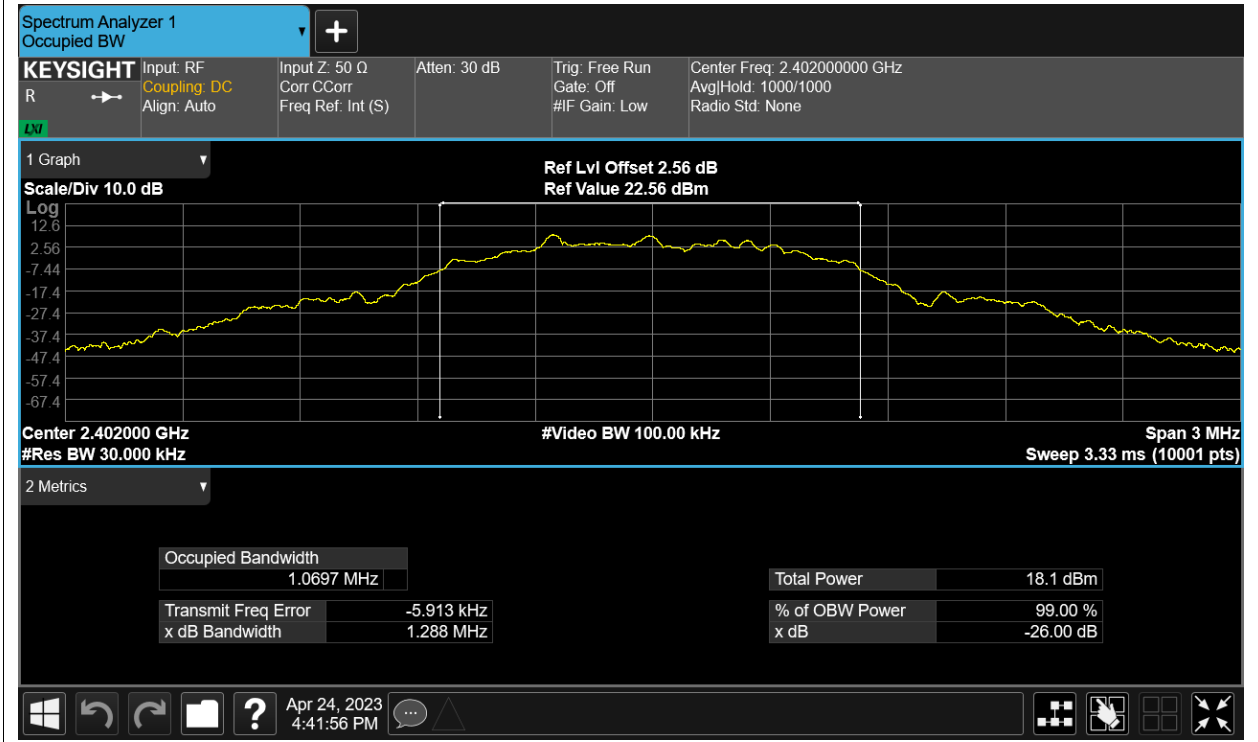 Spectrum Analyzer 1
Occupied BW
KEYSIGHT
R
LXI
Input: RF
Coupling: DC
Align: Auto
Input Z: 50 Ω
Corr CCorr
Freq Ref: Int (S)
Atten: 30 dB
Trig: Free Run
Gate: Off
#IF Gain: Low
Center Freq: 2.402000000 GHz
Avg|Hold: 1000/1000
Radio Std: None
1 Graph
Scale/Div 10.0 dB
Ref Lvl Offset 2.56 dB
Ref Value 22.56 dBm
Log
12.6
2.56
-7.44
-17.4
-27.4
-37.4
-47.4
-57.4
-67.4
Center 2.402000 GHz
#Video BW 100.00 kHz
Span 3 MHz
#Res BW 30.000 kHz
Sweep 3.33 ms (10001 pts)
2 Metrics
Occupied Bandwidth
1.0697 MHz
Total Power 18.1 dBm
Transmit Freq Error -5.913 kHz
% of OBW Power 99.00 %
x dB Bandwidth 1.288 MHz
x dB -26.00 dB
?
Apr 24, 2023
4:41:56 PM